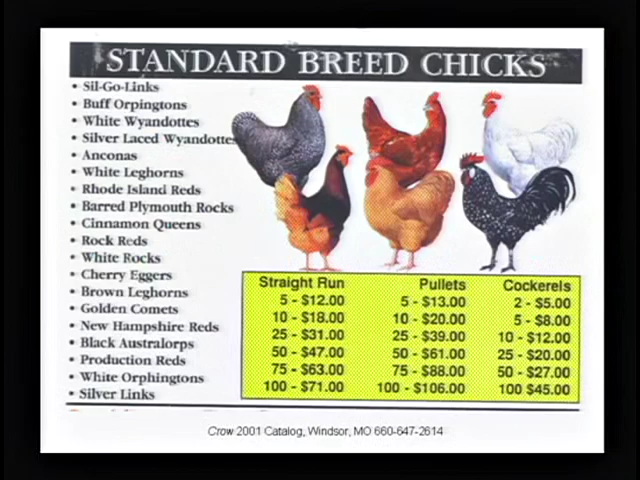 STANDARD BREED CHICKS
• Sil-Go-Links
• Buff Orpingtons
• White Wyandottes
• Silver Laced Wyandottes
• Anconas
• White Leghorns
• Rhode Island Reds
• Barred Plymouth Rocks
• Cinnamon Queens
• Rock Reds
• White Rocks
• Cherry Eggers
• Brown Leghorns
• Golden Comets
• New Hampshire Reds
• Black Australorps
• Production Reds
• White Orphingtons
• Silver Links
Straight Run Pullets Cockerels
5 - $12.00 5 - $13.00 2 - $5.00
10 - $18.00 10 - $20.00 5 - $8.00
25 - $31.00 25 - $39.00 10 - $12.00
50 - $47.00 50 - $61.00 25 - $20.00
75 - $63.00 75 - $88.00 50 - $27.00
100 - $71.00 100 - $106.00 100 $45.00
Crow 2001 Catalog, Windsor, MO 660-647-2614